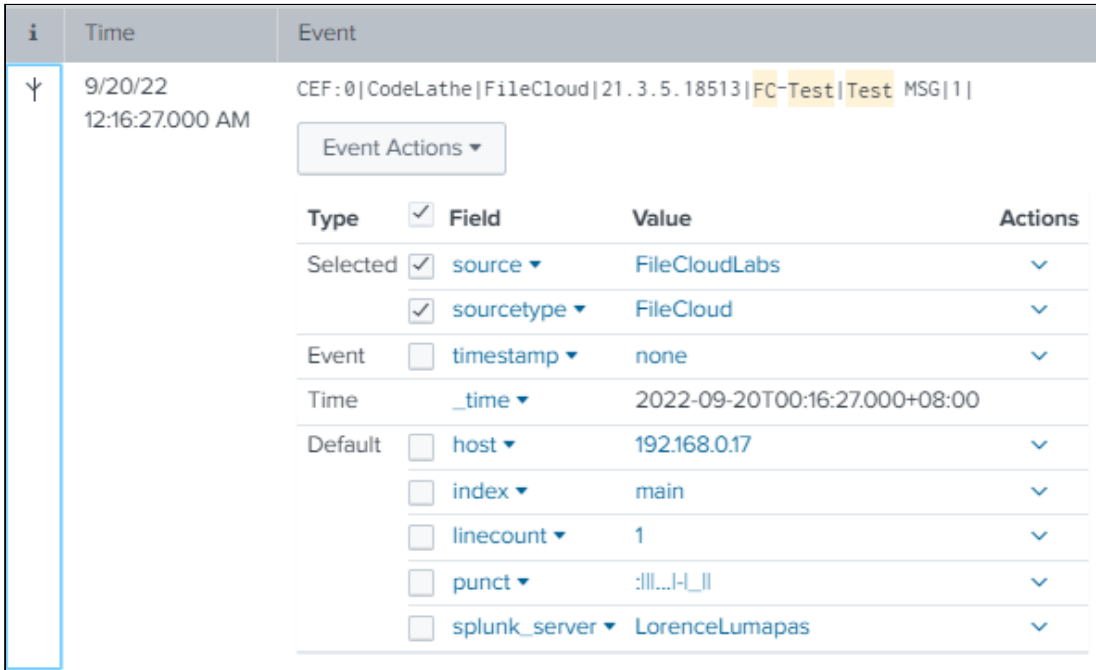 i Time Event
9/20/22 CEF:0|CodeLathe|FileCloud|21.3.5.18513|FC-Test|Test MSG|1|
12:16:27.000 AM
Event Actions
Type Field Value Actions
Selected source FileCloudLabs
sourcetype FileCloud
Event timestamp none
Time _time 2022-09-20T00:16:27.000+08:00
Default host 192.168.0.17
index main
linecount 1
punct :|||...|-|_||
splunk_server LorenceLumapas